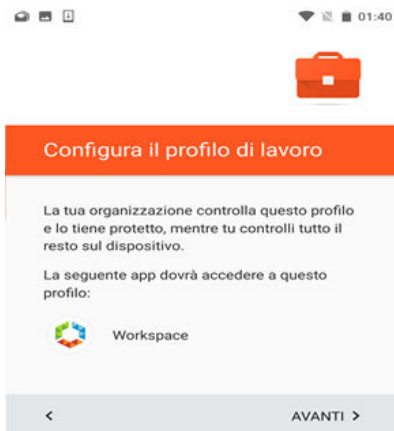 01:40
Configura il profilo di lavoro
La tua organizzazione controlla questo profilo
e lo tiene protetto, mentre tu controlli tutto il
resto sul dispositivo.
La seguente app dovrà accedere a questo
profilo:
Workspace
AVANTI